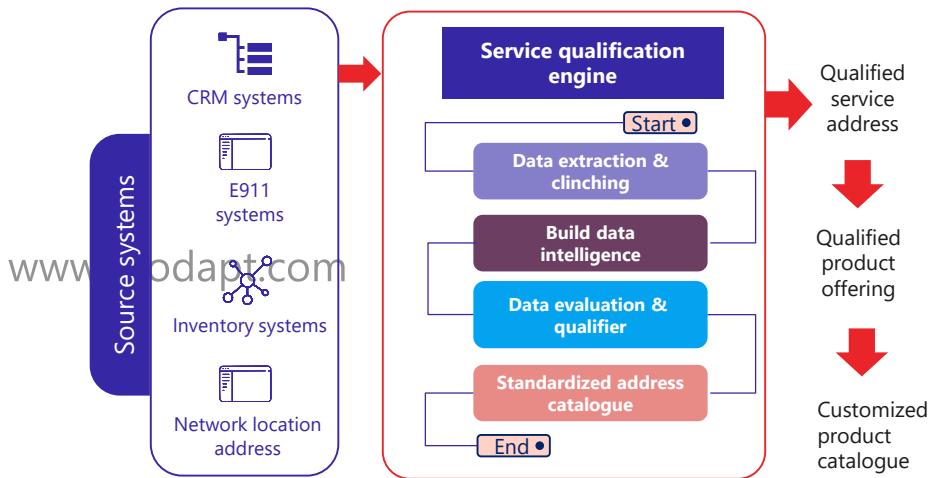 Source systems
CRM systems
E911
systems
Inventory systems
Network location
address
Service qualification
engine
Start
Data extraction &
clinching
Build data
intelligence
Data evaluation &
qualifier
Standardized address
catalogue
End
Qualified
service
address
Qualified
product
offering
Customized
product
catalogue